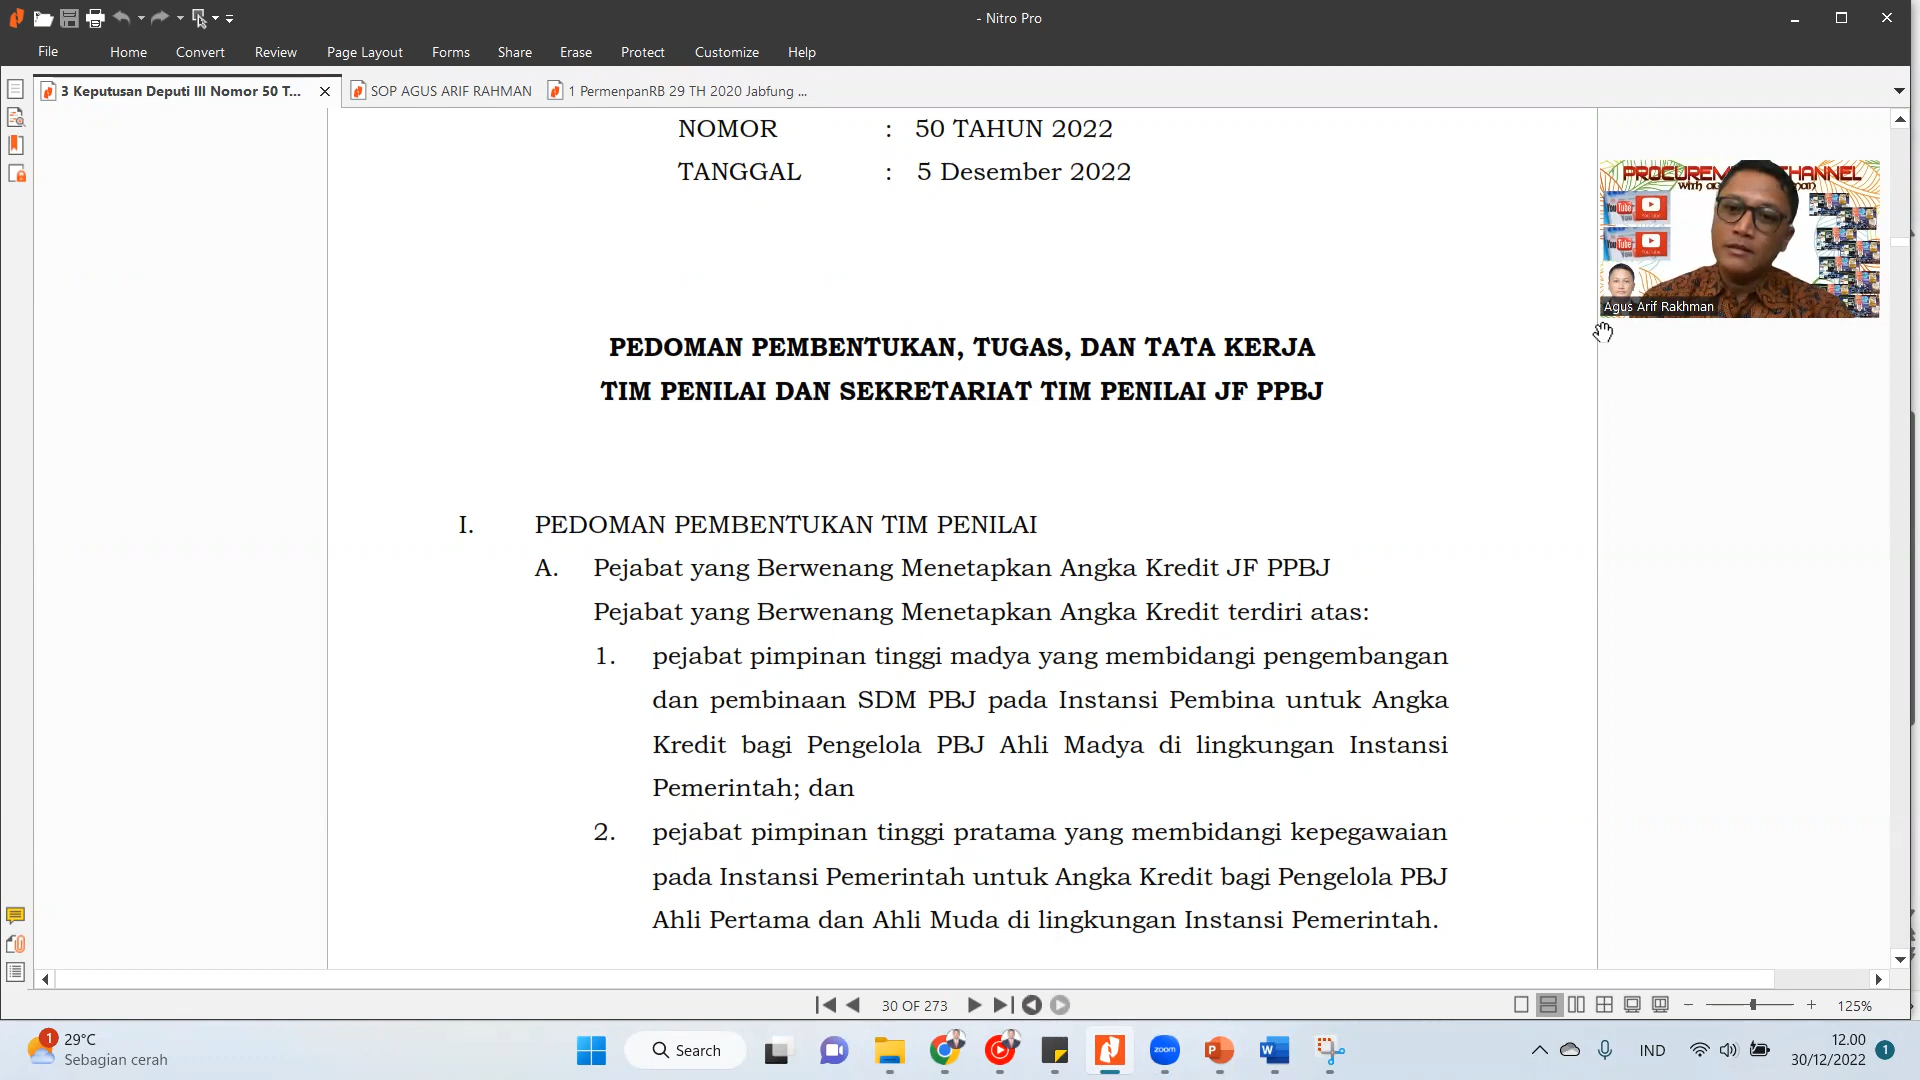 - Nitro Pro
File Home Convert Review Page Layout Forms Share Erase Protect Customize Help
3 Keputusan Deputi III Nomor 50 T... SOP AGUS ARIF RAHMAN 1 PermenpanRB 29 TH 2020 Jabfung ...
NOMOR : 50 TAHUN 2022
TANGGAL : 5 Desember 2022
Agus Arif Rakhman
PEDOMAN PEMBENTUKAN, TUGAS, DAN TATA KERJA
TIM PENILAI DAN SEKRETARIAT TIM PENILAI JF PPBJ
I. PEDOMAN PEMBENTUKAN TIM PENILAI
A. Pejabat yang Berwenang Menetapkan Angka Kredit JF PPBJ
Pejabat yang Berwenang Menetapkan Angka Kredit terdiri atas:
1. pejabat pimpinan tinggi madya yang membidangi pengembangan
dan pembinaan SDM PBJ pada Instansi Pembina untuk Angka
Kredit bagi Pengelola PBJ Ahli Madya di lingkungan Instansi
Pemerintah; dan
2. pejabat pimpinan tinggi pratama yang membidangi kepegawaian
pada Instansi Pemerintah untuk Angka Kredit bagi Pengelola PBJ
Ahli Pertama dan Ahli Muda di lingkungan Instansi Pemerintah.
30 OF 273
125%
1
29°C
Sebagian cerah
Search
zoom
IND
12.00
30/12/2022
1